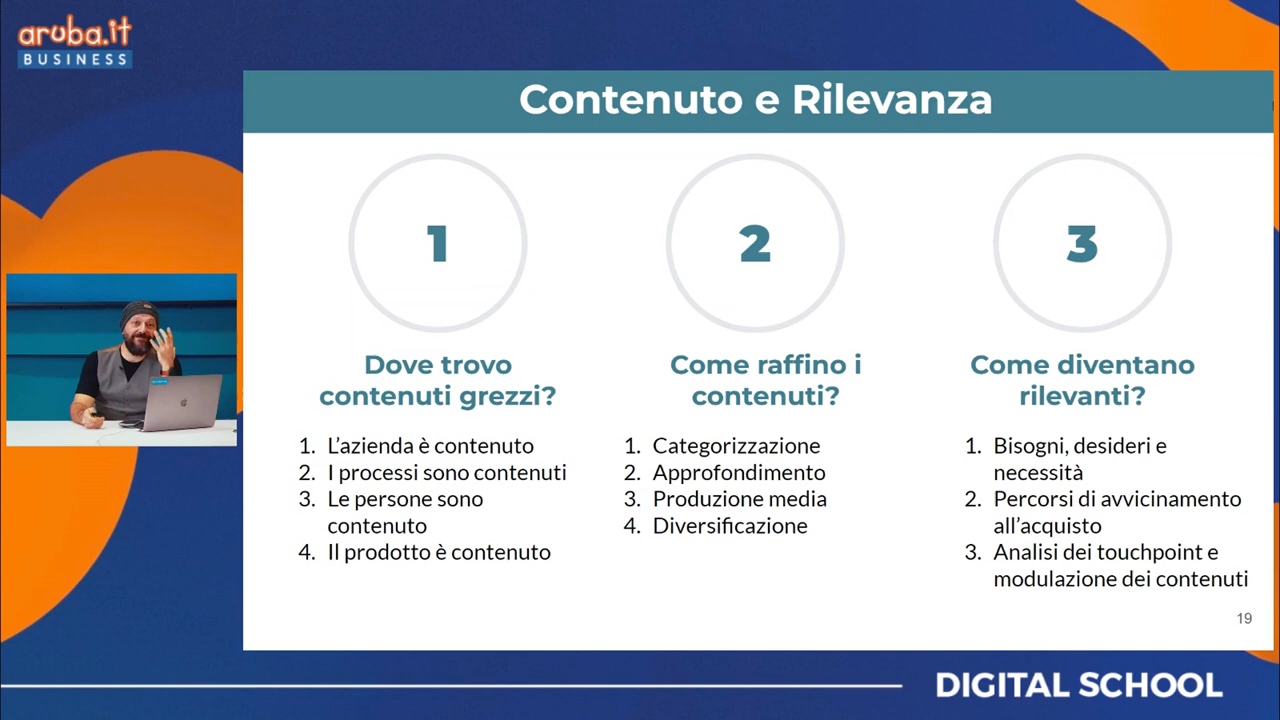 aruba.it
BUSINESS
Contenuto e Rilevanza
1
Dove trovo
contenuti grezzi?
1. L’azienda è contenuto
2. I processi sono contenuti
3. Le persone sono
contenuto
4. Il prodotto è contenuto
2
Come raffino i
contenuti?
1. Categorizzazione
2. Approfondimento
3. Produzione media
4. Diversificazione
3
Come diventano
rilevanti?
1. Bisogni, desideri e
necessità
2. Percorsi di avvicinamento
all’acquisto
3. Analisi dei touchpoint e
modulazione dei contenuti
19
DIGITAL SCHOOL